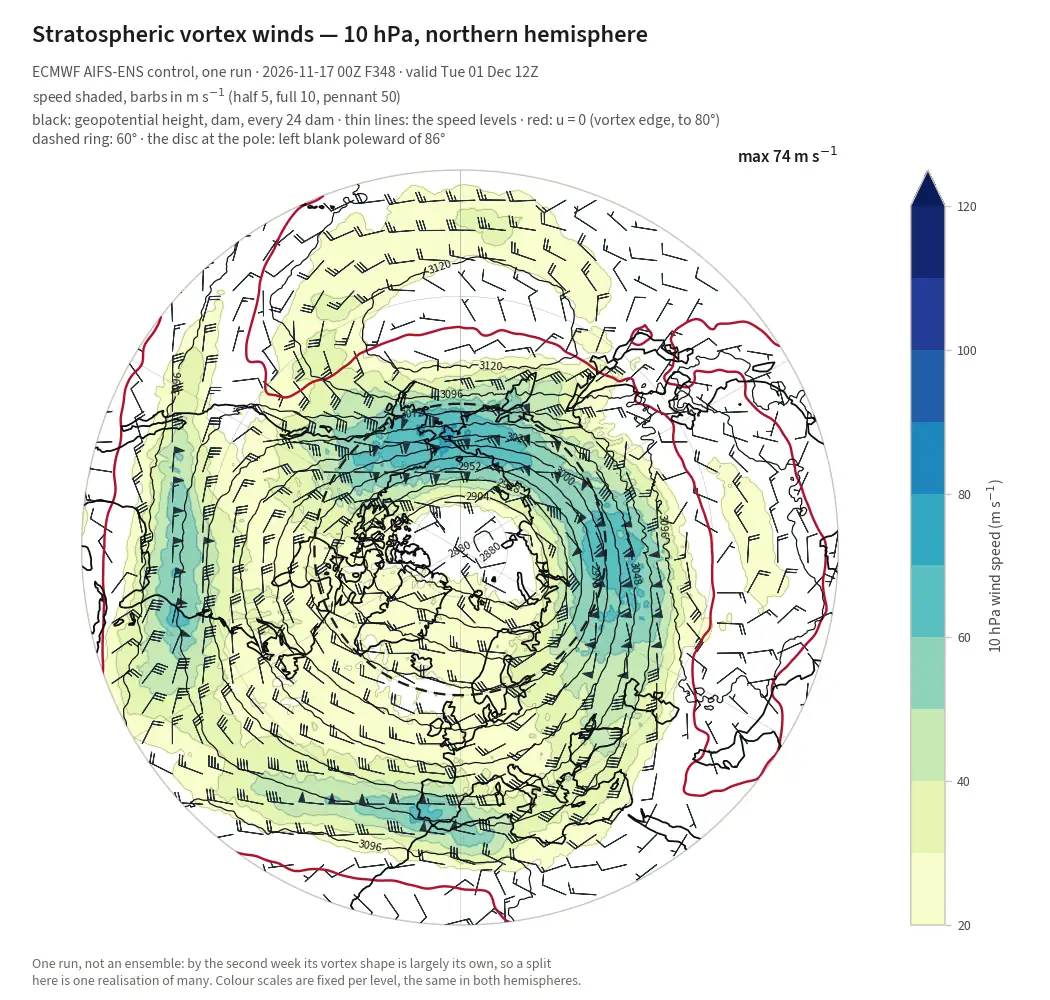 Stratospheric vortex winds — 10 hPa, northern hemisphere
ECMWF AIFS-ENS control, one run · 2026-11-17 00Z F348 · valid Tue 01 Dec 12Z
speed shaded, barbs in m s⁻¹ (half 5, full 10, pennant 50)
black: geopotential height, dam, every 24 dam · thin lines: the speed levels · red: u = 0 (vortex edge, to 80°)
dashed ring: 60° · the disc at the pole: left blank poleward of 86°
max 74 m s⁻¹
120
100
80
60
40
20
10 hPa wind speed (m s⁻¹)
3120
3120
3096
2952
2904
2880
2880
3096
3048
3096
One run, not an ensemble: by the second week its vortex shape is largely its own, so a split
here is one realisation of many. Colour scales are fixed per level, the same in both hemispheres.